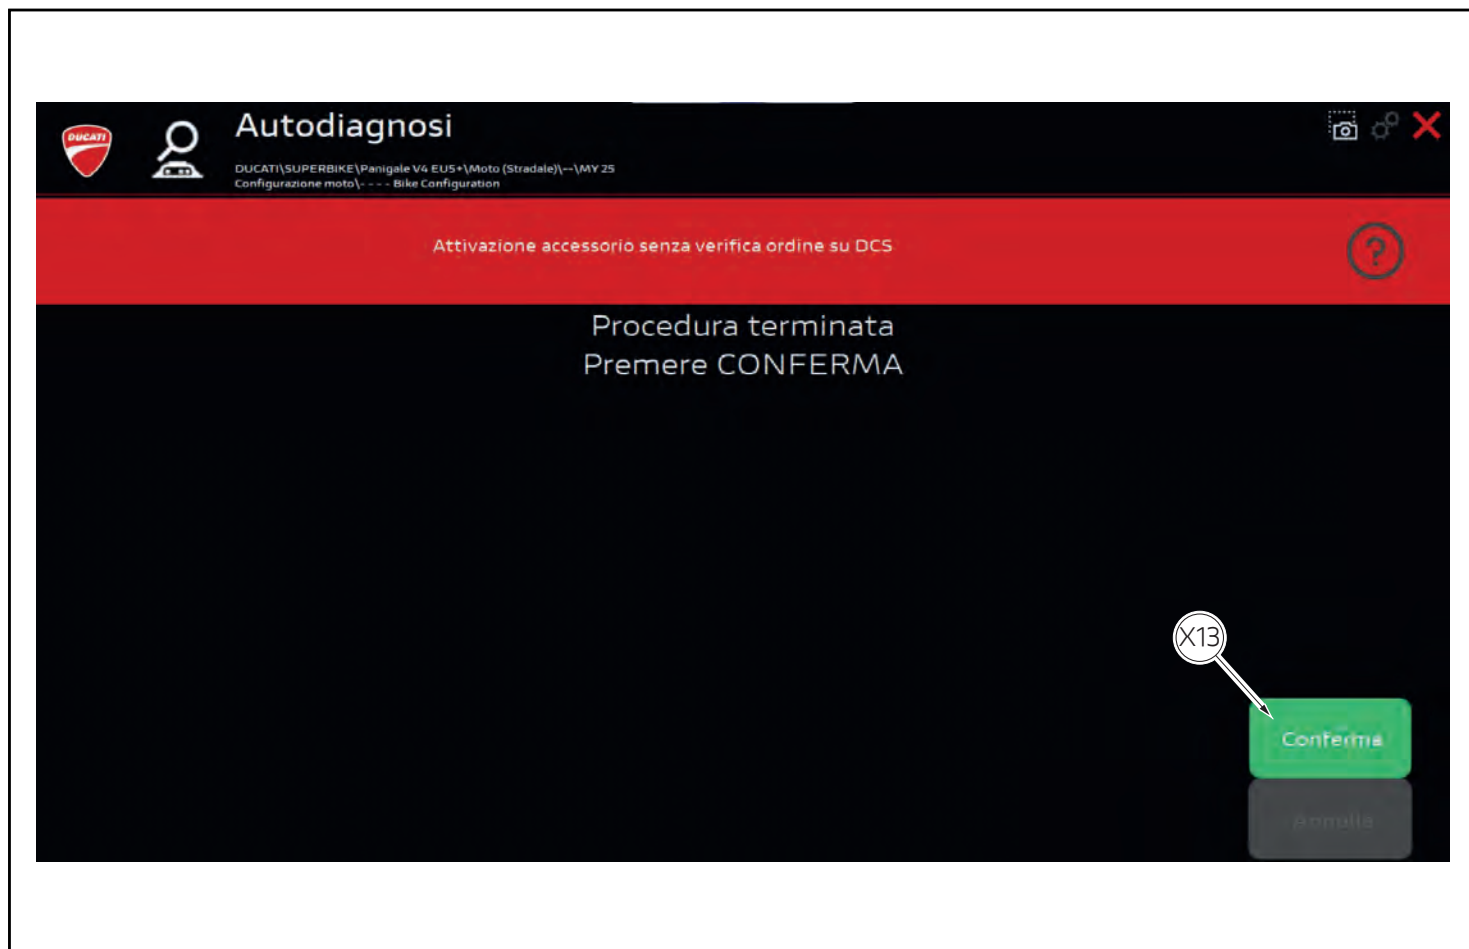 DUCATI
Autodiagnosi
DUCATI\SUPERBIKE\Panigale V4 EU5+\Moto (Stradale)\--\MY 25
Configurazione moto\- - - - Bike Configuration
Attivazione accessorio senza verifica ordine su DCS
?
Procedura terminata
Premere CONFERMA
X13
Conferma
Annulla